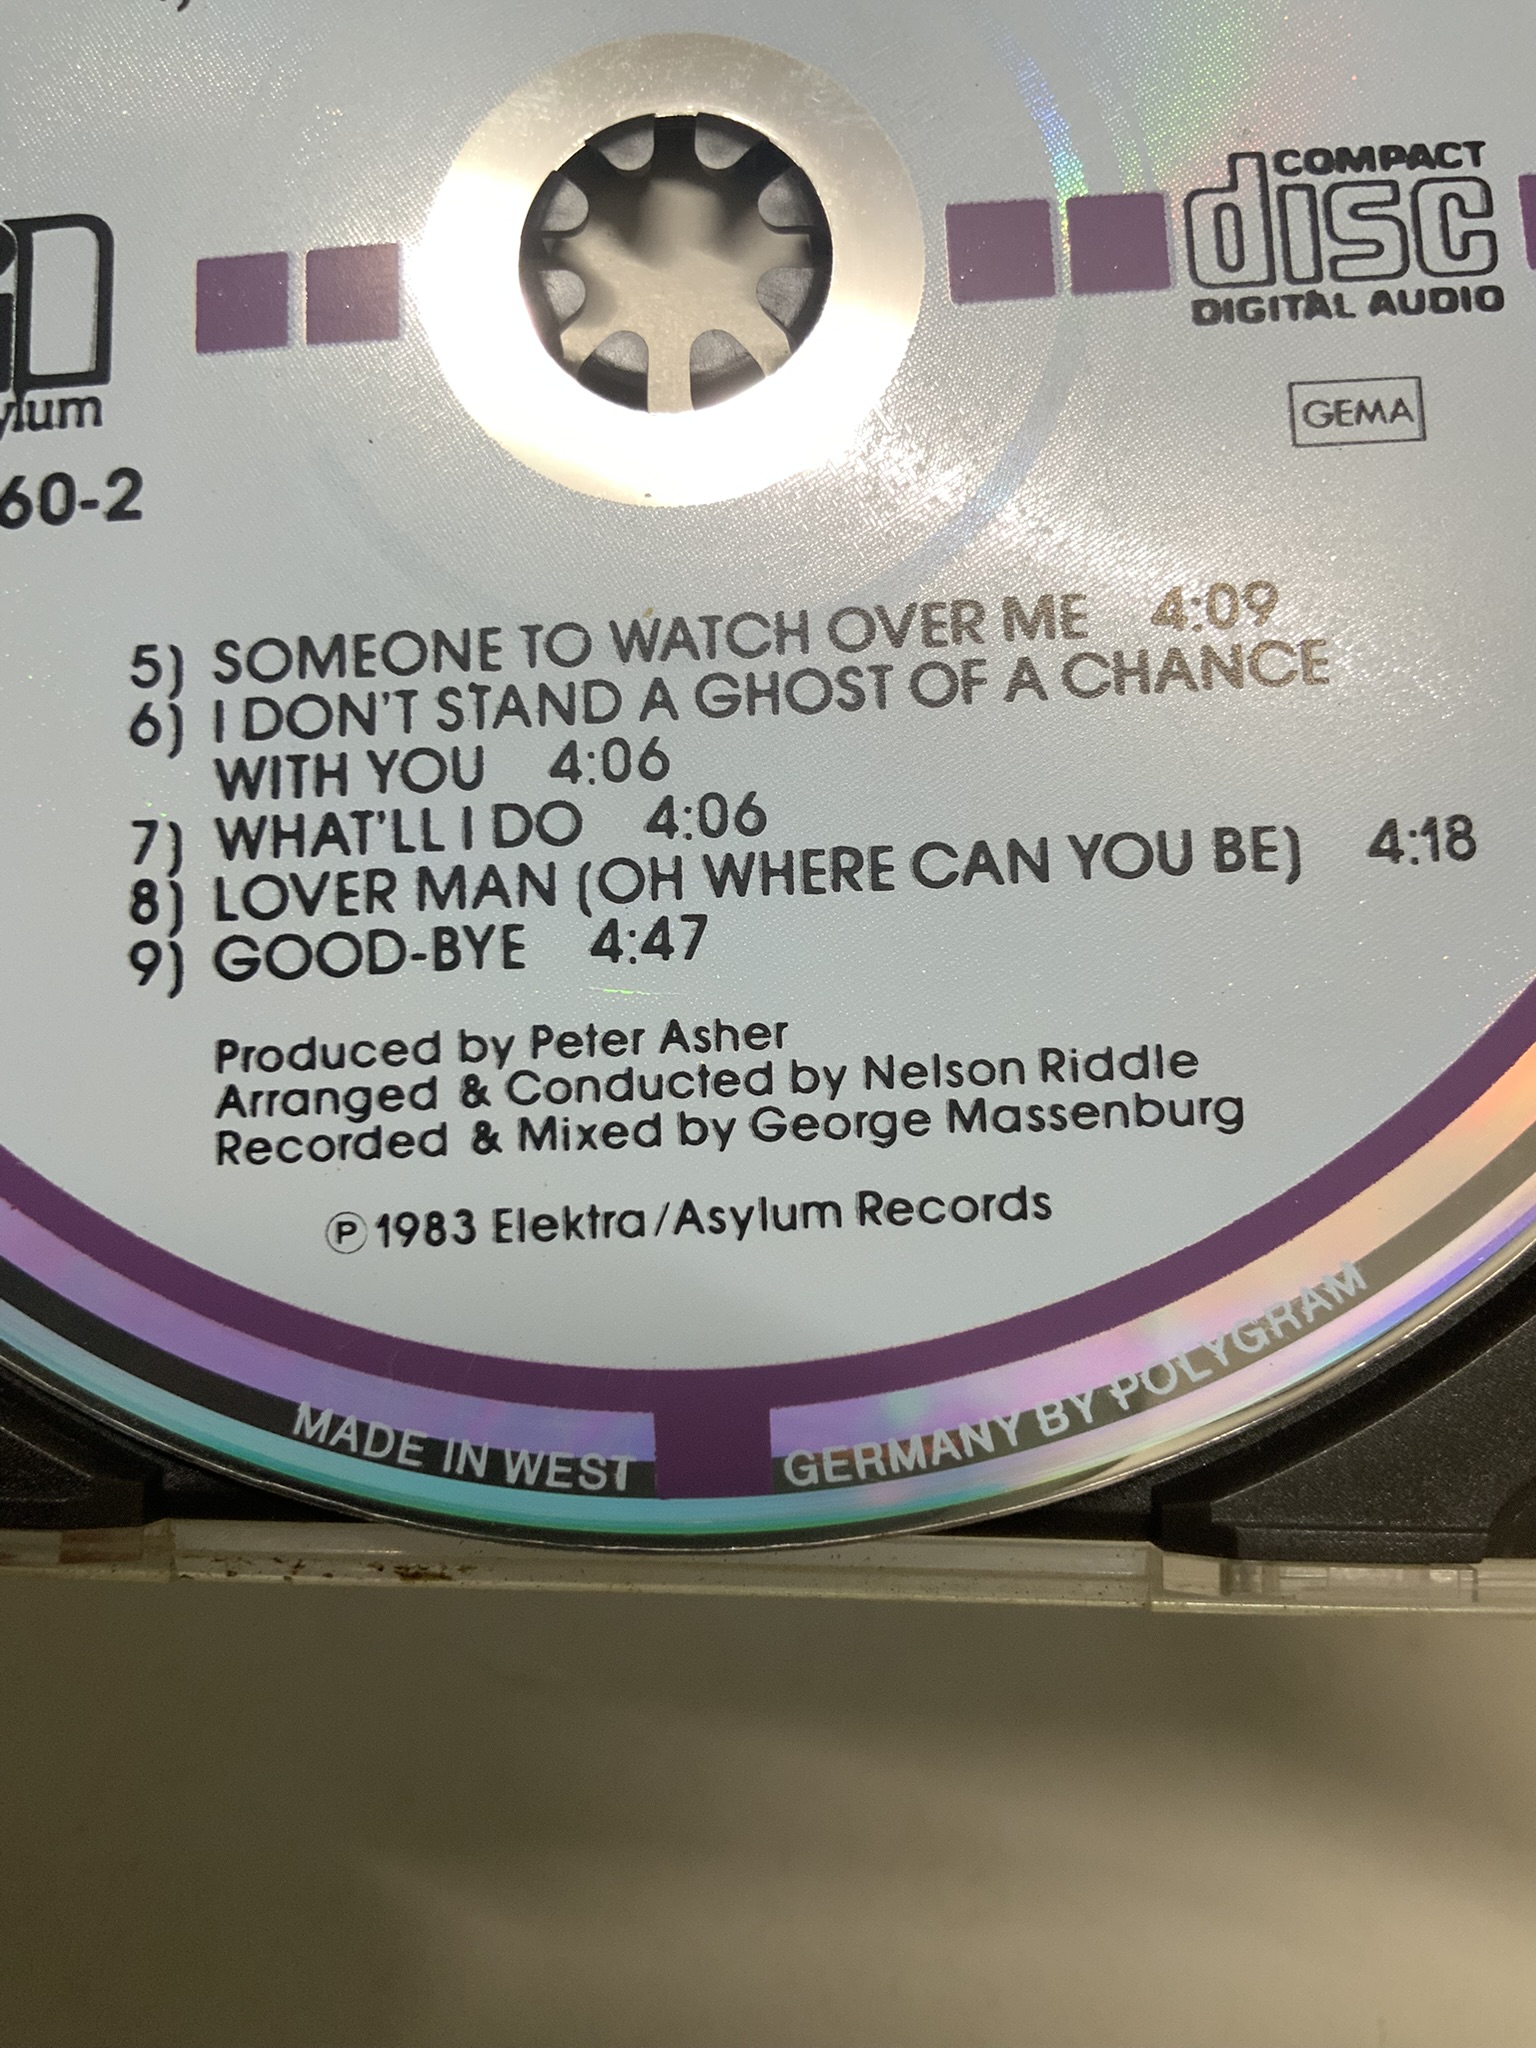 COMPACT
disc
DIGITAL AUDIO
GEMA
ylum
60-2
5) SOMEONE TO WATCH OVER ME 4:09
6) I DON'T STAND A GHOST OF A CHANCE
WITH YOU 4:06
7) WHAT'LL I DO 4:06
8) LOVER MAN (OH WHERE CAN YOU BE) 4:18
9) GOOD-BYE 4:47
Produced by Peter Asher
Arranged & Conducted by Nelson Riddle
Recorded & Mixed by George Massenburg
Ⓟ 1983 Elektra/Asylum Records
MADE IN WEST GERMANY BY POLYGRAM